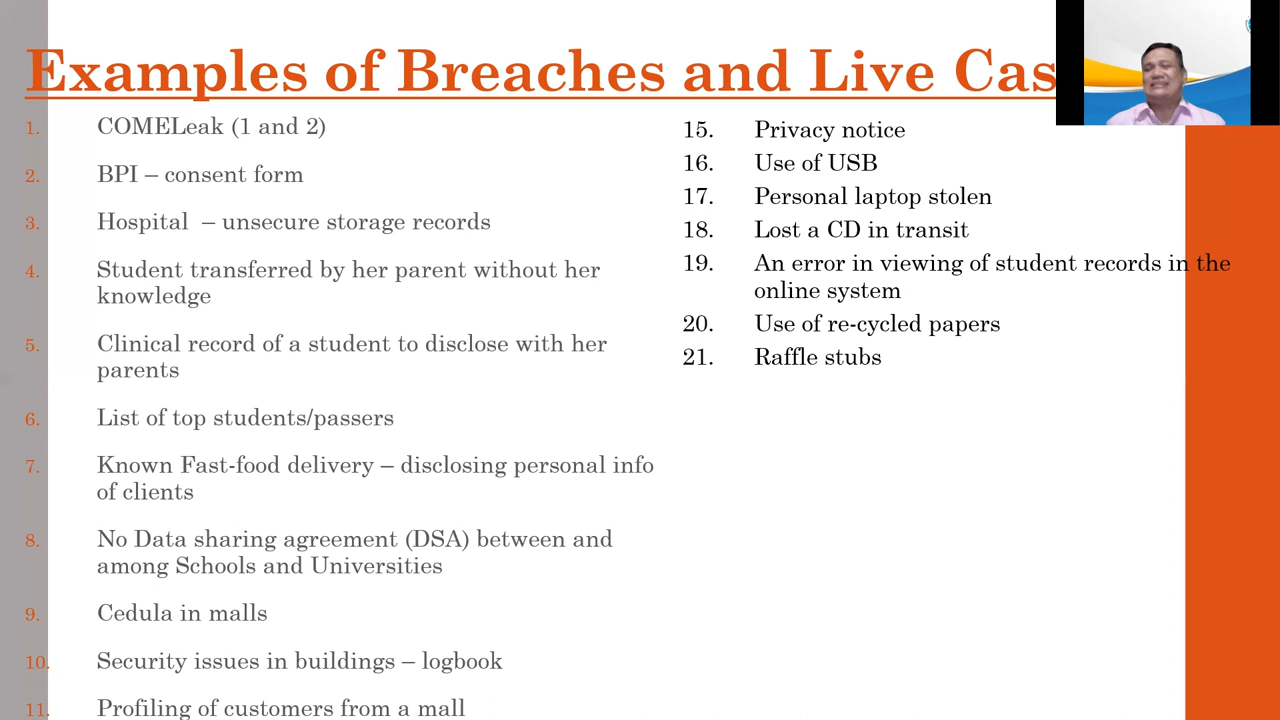 Examples of Breaches and Live Cas
1. COMELeak (1 and 2)
2. BPI – consent form
3. Hospital – unsecure storage records
4. Student transferred by her parent without her
knowledge
5. Clinical record of a student to disclose with her
parents
6. List of top students/passers
7. Known Fast-food delivery – disclosing personal info
of clients
8. No Data sharing agreement (DSA) between and
among Schools and Universities
9. Cedula in malls
10. Security issues in buildings – logbook
11. Profiling of customers from a mall
15. Privacy notice
16. Use of USB
17. Personal laptop stolen
18. Lost a CD in transit
19. An error in viewing of student records in the
online system
20. Use of re-cycled papers
21. Raffle stubs